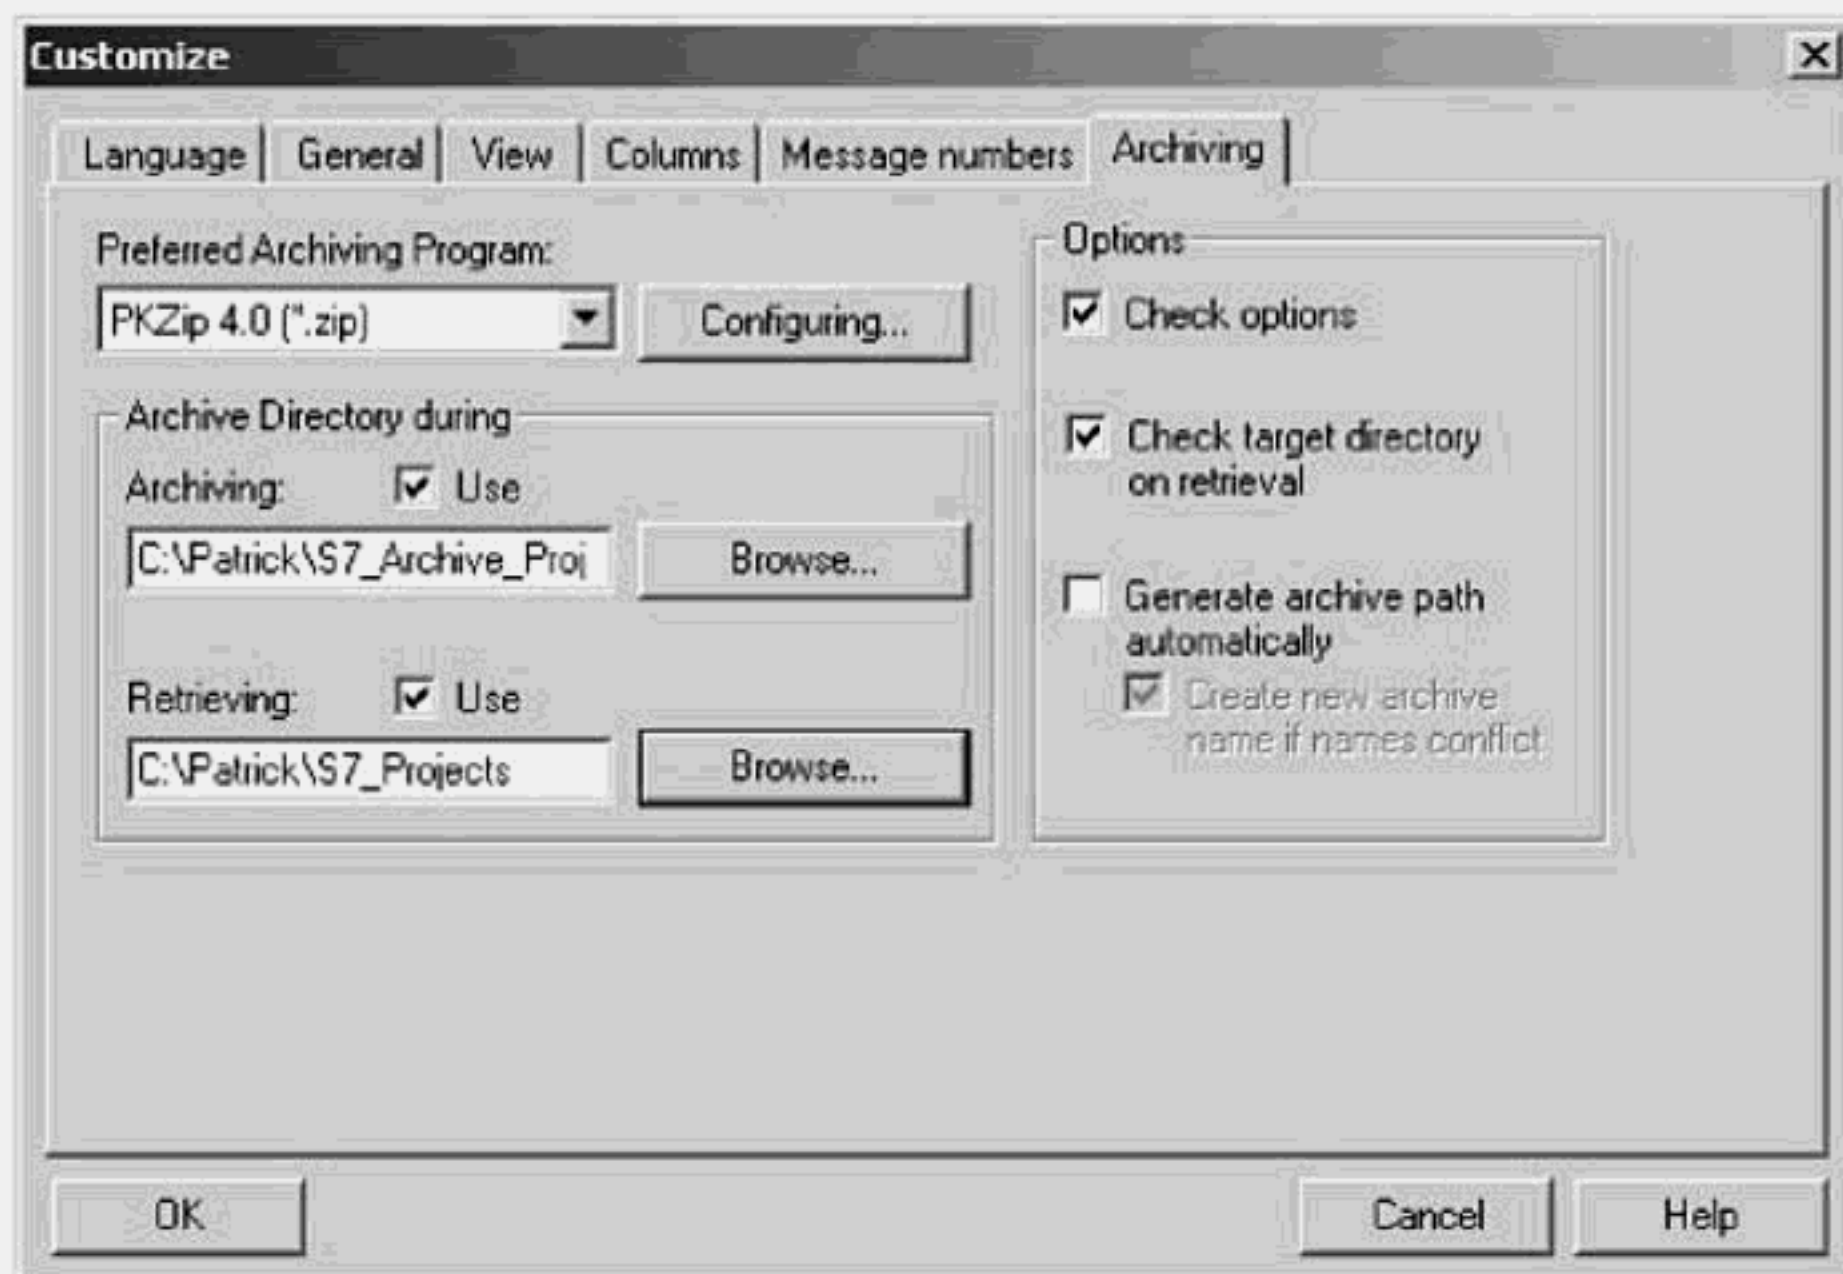 Customize
Language
General
View
Columns
Message numbers
Archiving
Preferred Archiving Program:
PKZip 4.0 (*.zip)
Configuring...
Archive Directory during
Archiving:
Use
C:\Patrick\S7_Archive_Proj
Browse...
Retrieving:
Use
C:\Patrick\S7_Projects
Browse...
Options
Check options
Check target directory
on retrieval
Generate archive path
automatically
Create new archive
name if names conflict
OK
Cancel
Help